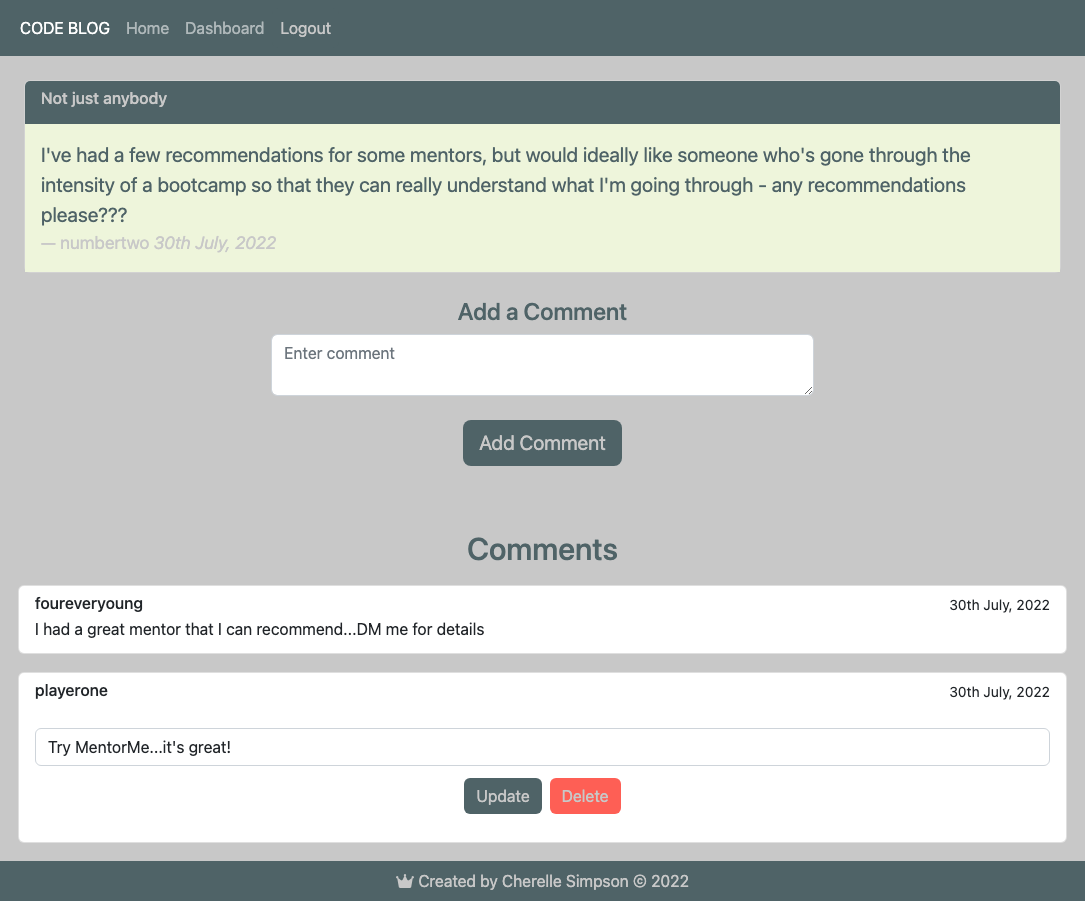 CODE BLOG Home Dashboard Logout
Not just anybody
I've had a few recommendations for some mentors, but would ideally like someone who's gone through the
intensity of a bootcamp so that they can really understand what I'm going through - any recommendations
please???
— numbertwo 30th July, 2022
Add a Comment
Enter comment
Add Comment
Comments
foureveryoung 30th July, 2022
I had a great mentor that I can recommend...DM me for details
playerone 30th July, 2022
Try MentorMe...it's great!
Update Delete
Created by Cherelle Simpson © 2022